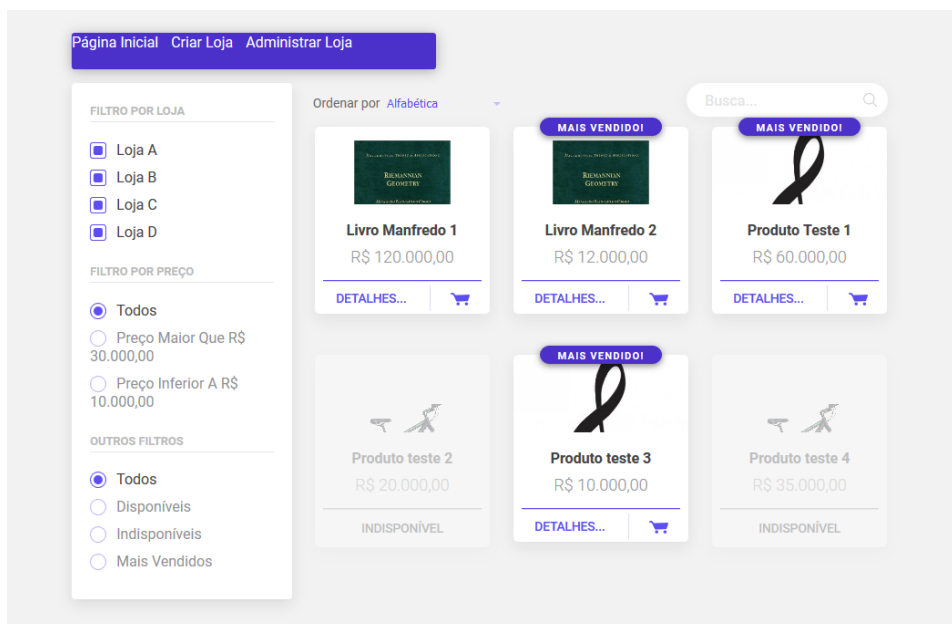 Página Inicial Criar Loja Administrar Loja
FILTRO POR LOJA
Loja A
Loja B
Loja C
Loja D
FILTRO POR PREÇO
Todos
Preço Maior Que R$
30.000,00
Preço Inferior A R$
10.000,00
OUTROS FILTROS
Todos
Disponíveis
Indisponíveis
Mais Vendidos
Ordenar por Alfabética
Busca...
RIEMANNIAN
GEOMETRY
Livro Manfredo 1
R$ 120.000,00
DETALHES...
MAIS VENDIDO!
RIEMANNIAN
GEOMETRY
Livro Manfredo 2
R$ 12.000,00
DETALHES...
MAIS VENDIDO!
Produto Teste 1
R$ 60.000,00
DETALHES...
Produto teste 2
R$ 20.000,00
INDISPONÍVEL
MAIS VENDIDO!
Produto teste 3
R$ 10.000,00
DETALHES...
Produto teste 4
R$ 35.000,00
INDISPONÍVEL